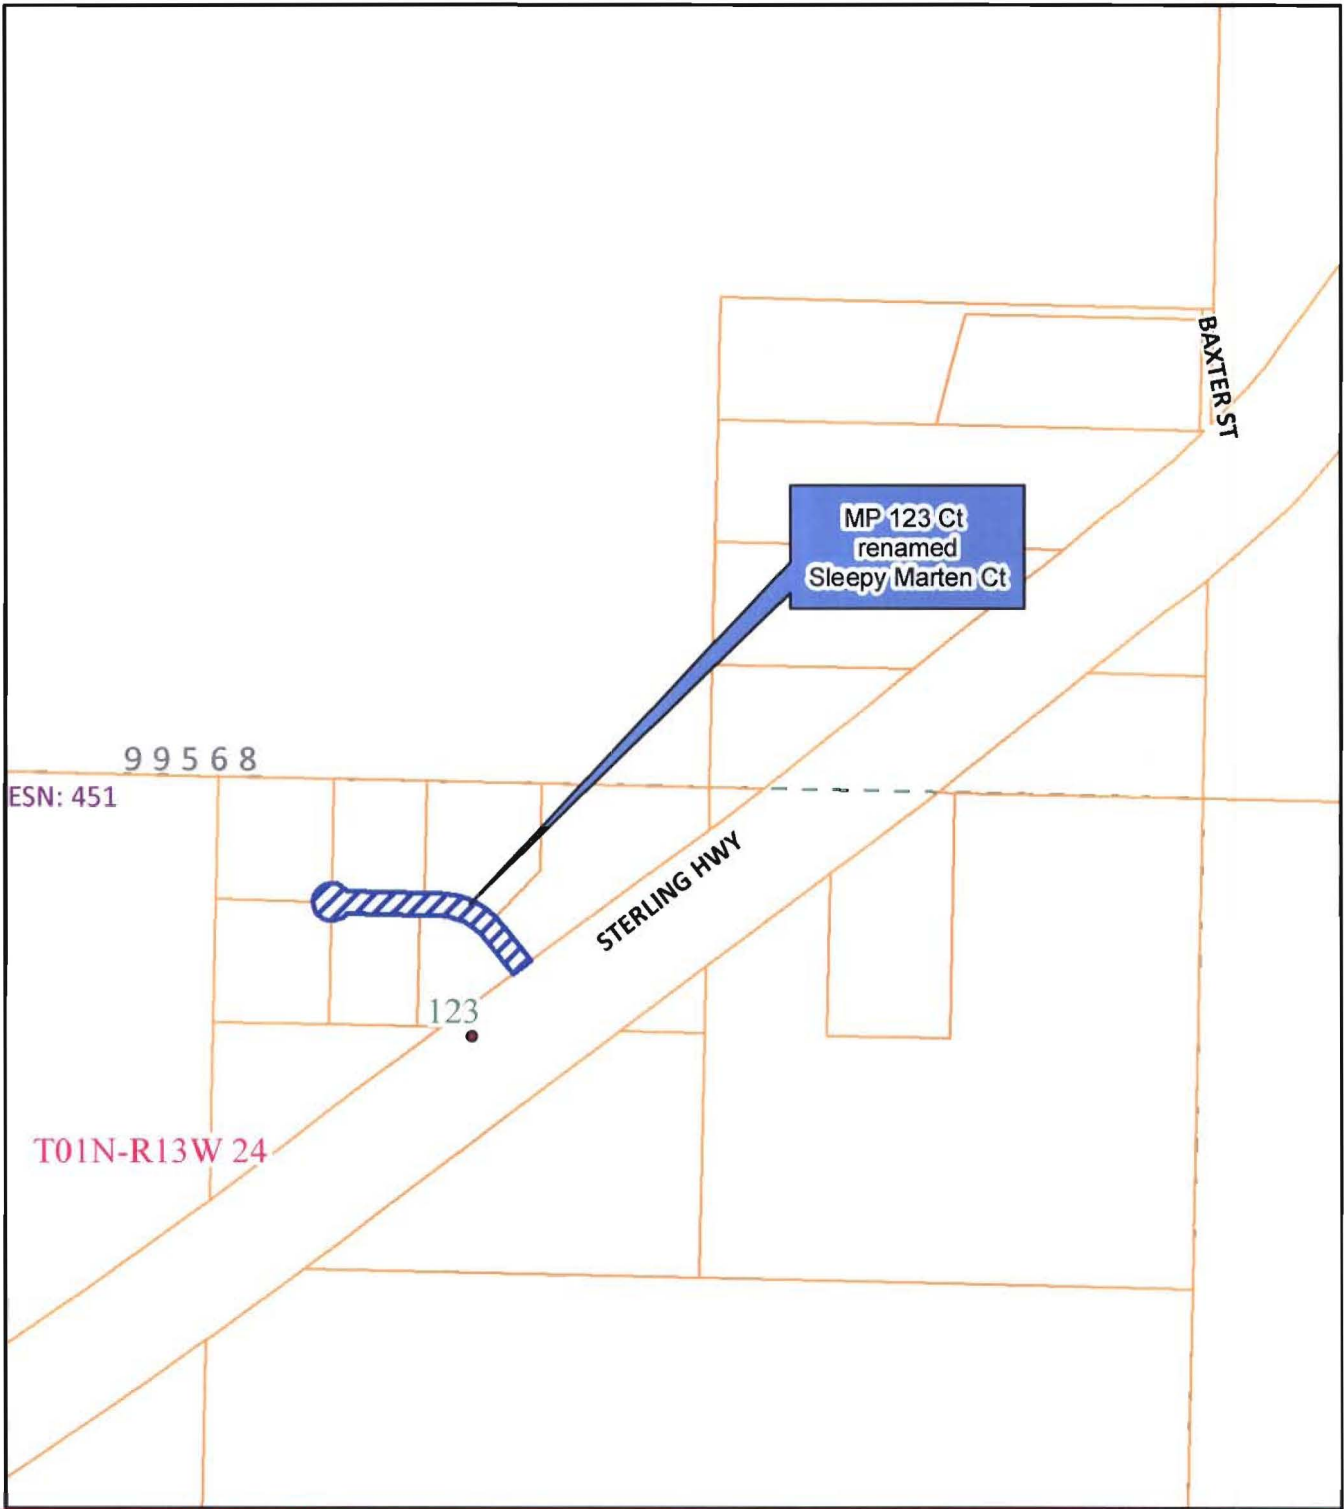 BAXTER ST
MP 123 Ct
renamed
Sleepy Marten Ct
99568
ESN: 451
STERLING HWY
123
T01N-R13W 24